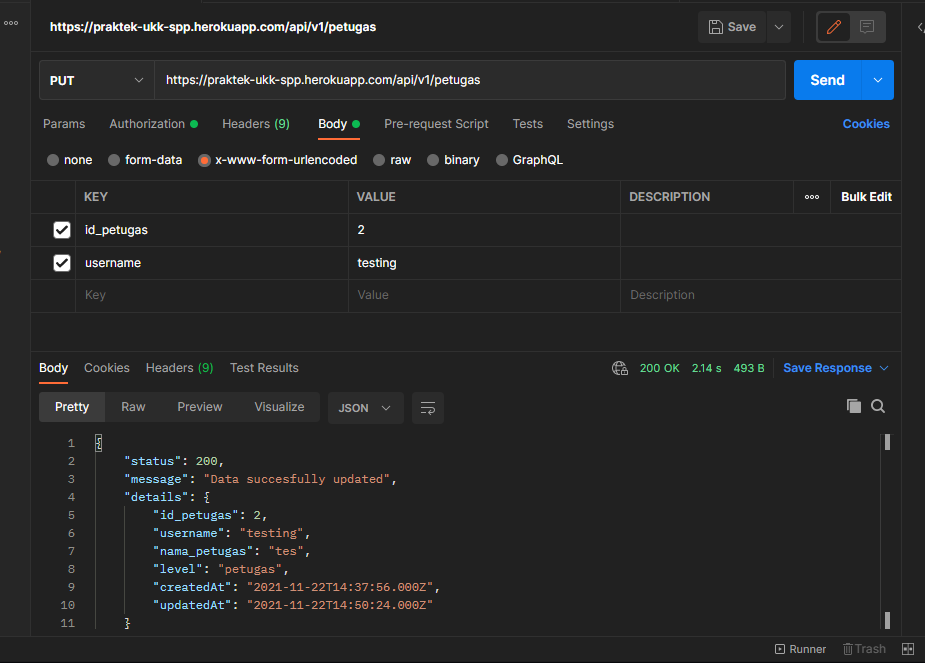 https://praktek-ukk-spp.herokuapp.com/api/v1/petugas
Save
PUT
https://praktek-ukk-spp.herokuapp.com/api/v1/petugas
Send
Params Authorization Headers (9) Body Pre-request Script Tests Settings Cookies
none form-data x-www-form-urlencoded raw binary GraphQL
KEY VALUE DESCRIPTION Bulk Edit
id_petugas 2
username testing
Key Value Description
Body Cookies Headers (9) Test Results 200 OK 2.14 s 493 B Save Response
Pretty Raw Preview Visualize JSON
1 {
2 "status": 200,
3 "message": "Data succesfully updated",
4 "details": {
5 "id_petugas": 2,
6 "username": "testing",
7 "nama_petugas": "tes",
8 "level": "petugas",
9 "createdAt": "2021-11-22T14:37:56.000Z",
10 "updatedAt": "2021-11-22T14:50:24.000Z"
11 }
Runner Trash